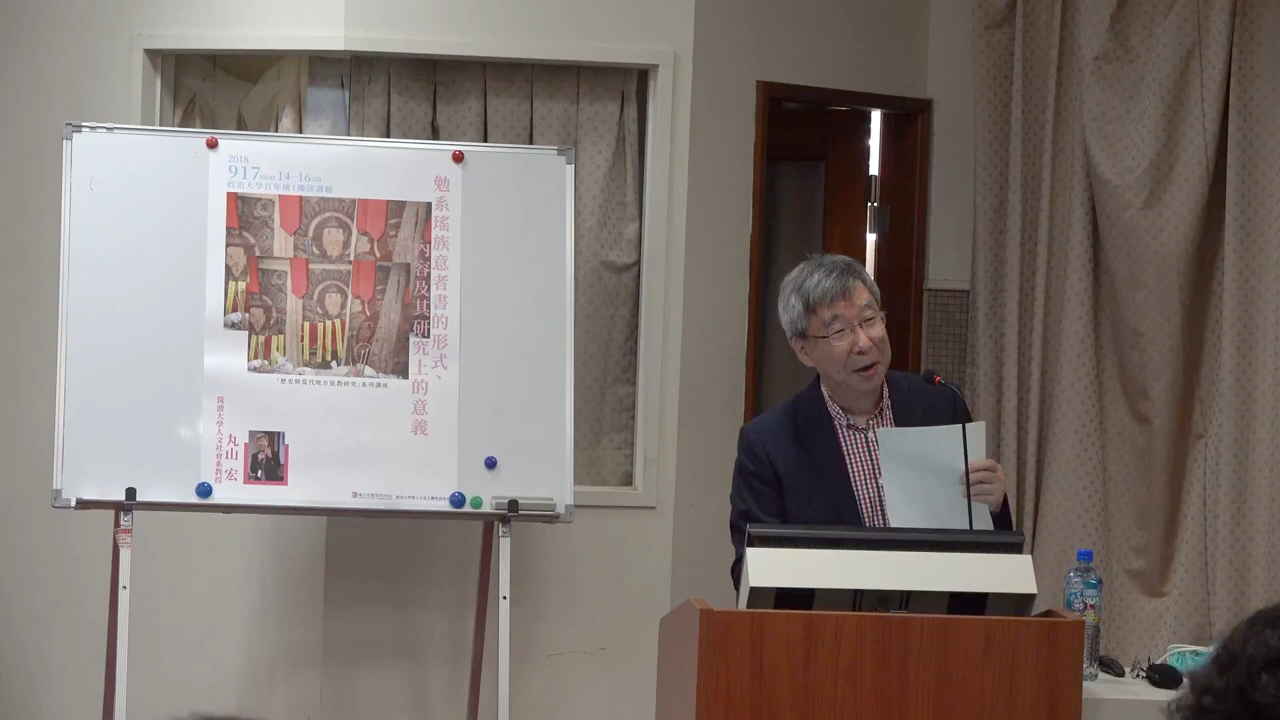 2018
917mon 14—16:00
政治大學百年樓1樓演講廳
勉系瑤族意者書的形式、
內容及其研究上的意義
「歷史與當代地方道教研究」系列講座
筑波大學人文社會系教授
丸山 宏